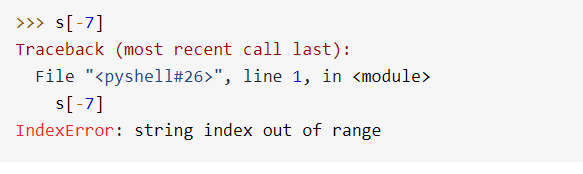 >>> s[-7]
Traceback (most recent call last):
  File "<pyshell#26>", line 1, in <module>
    s[-7]
IndexError: string index out of range